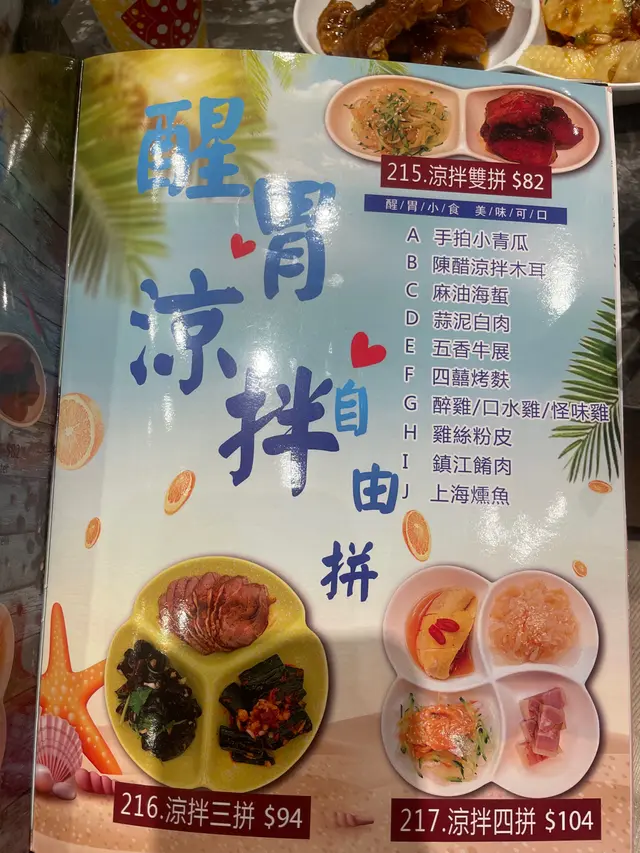 醒胃
涼拌
自由拼
215.涼拌雙拼 $82
醒/胃/小/食 美/味/可/口
A 手拍小青瓜
B 陳醋涼拌木耳
C 麻油海蜇
D 蒜泥白肉
E 五香牛展
F 四囍烤麩
G 醉雞/口水雞/怪味雞
H 雞絲粉皮
I 鎮江餚肉
J 上海燻魚
216.涼拌三拼 $94
217.涼拌四拼 $104